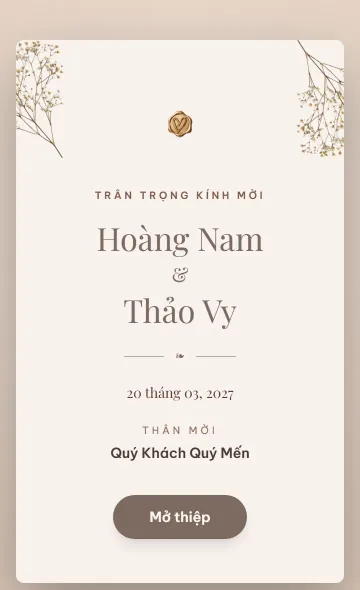 TRÂN TRỌNG KÍNH MỜI
Hoàng Nam
&
Thảo Vy
20 tháng 03, 2027
THÂN MỜI
Quý Khách Quý Mến
Mở thiệp